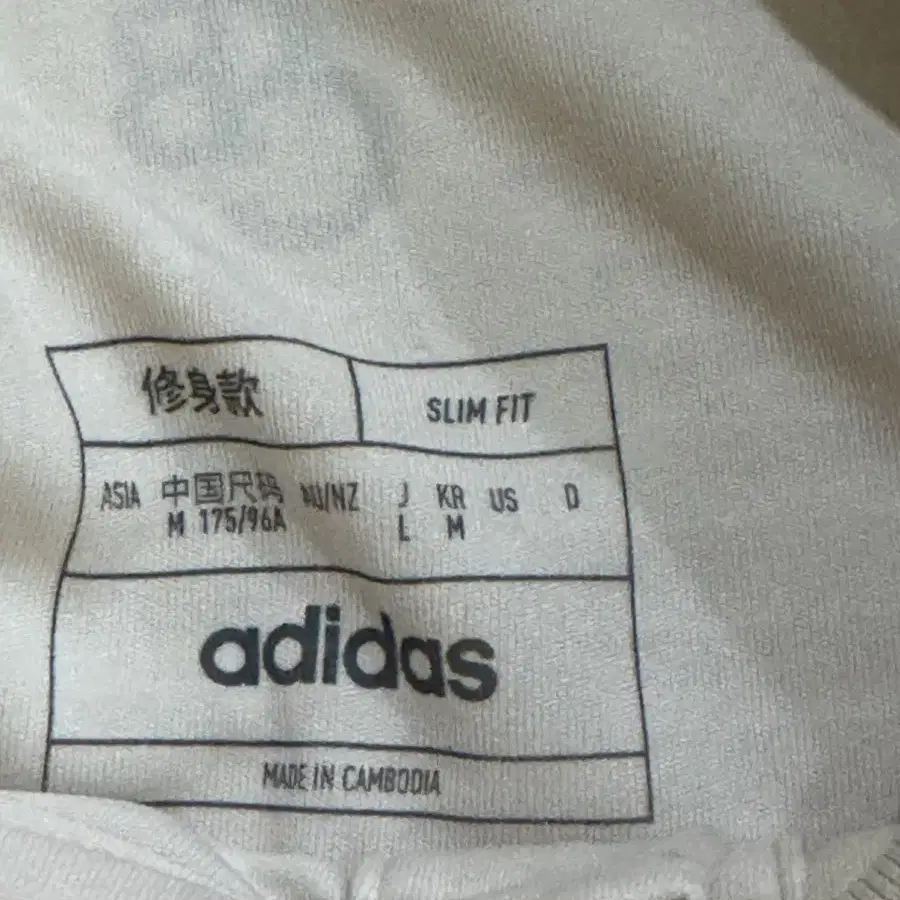 修身款 SLIM FIT
ASIA 中国尺码 AU/NZ J KR US D
M 175/96A L M
adidas
MADE IN CAMBODIA